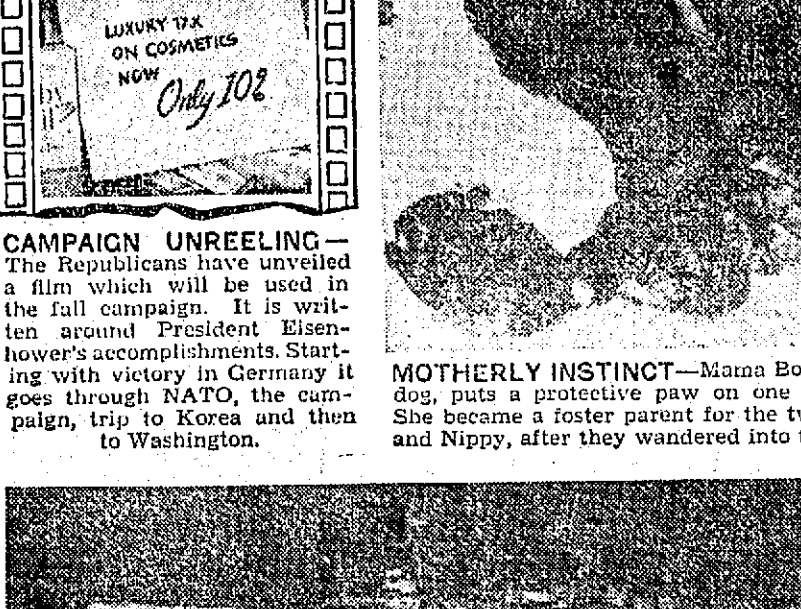 LUXURY TAX
ON COSMETICS
NOW
Only 10¢
CAMPAIGN UNREELING—
The Republicans have unveiled
a film which will be used in
the fall campaign. It is writ-
ten around President Eisen-
hower's accomplishments. Start-
ing with victory in Germany it
goes through NATO, the cam-
paign, trip to Korea and then
to Washington.
MOTHERLY INSTINCT—Mama Bo
dog, puts a protective paw on one
She became a foster parent for the tw
and Nippy, after they wandered into t